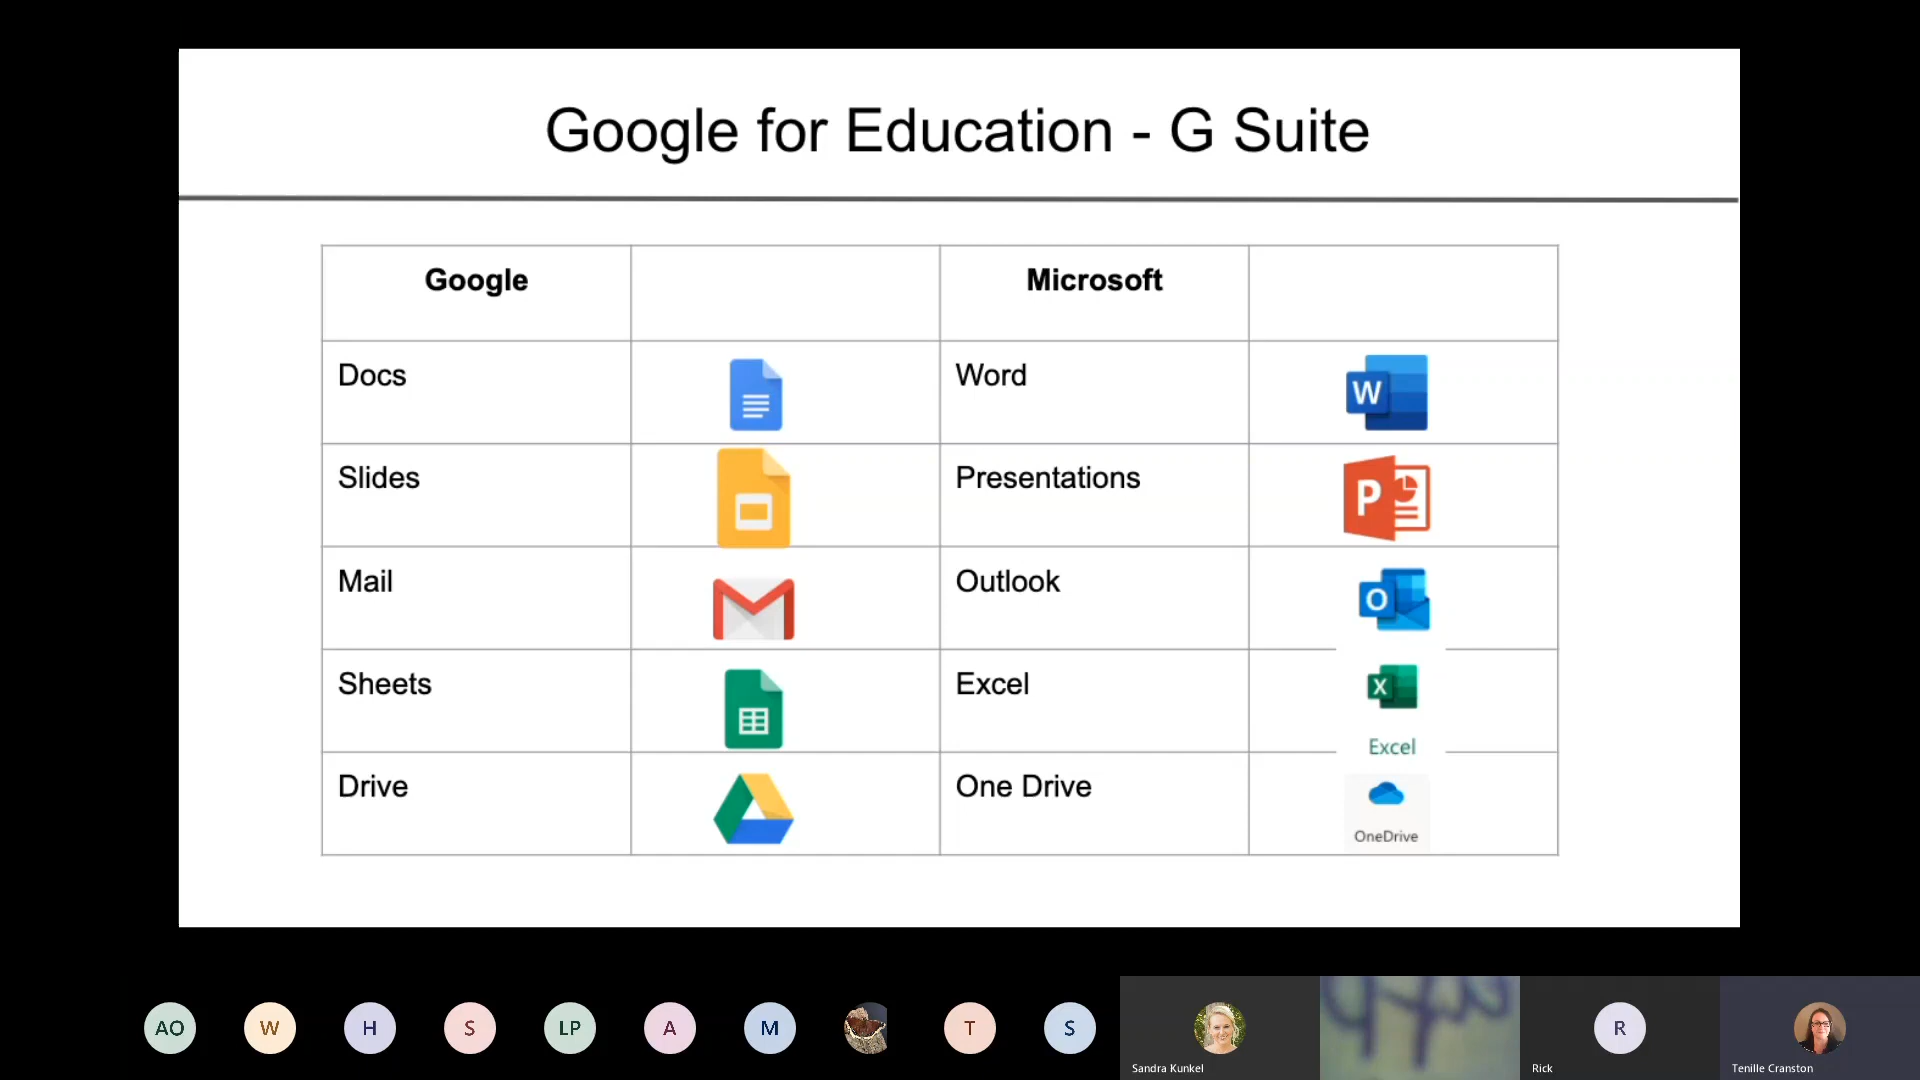 Google for Education - G Suite
Google Microsoft
Docs Word W
Slides Presentations P
Mail Outlook O
Sheets Excel X
Excel
Drive One Drive
OneDrive
AO W H S LP A M T S R
Sandra Kunkel Rick Tenille Cranston